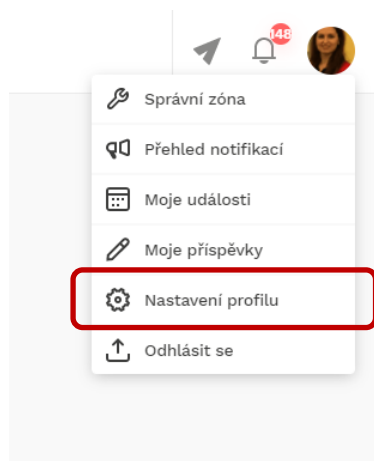 148
Správní zóna
Přehled notifikací
Moje události
Moje příspěvky
Nastavení profilu
Odhlásit se